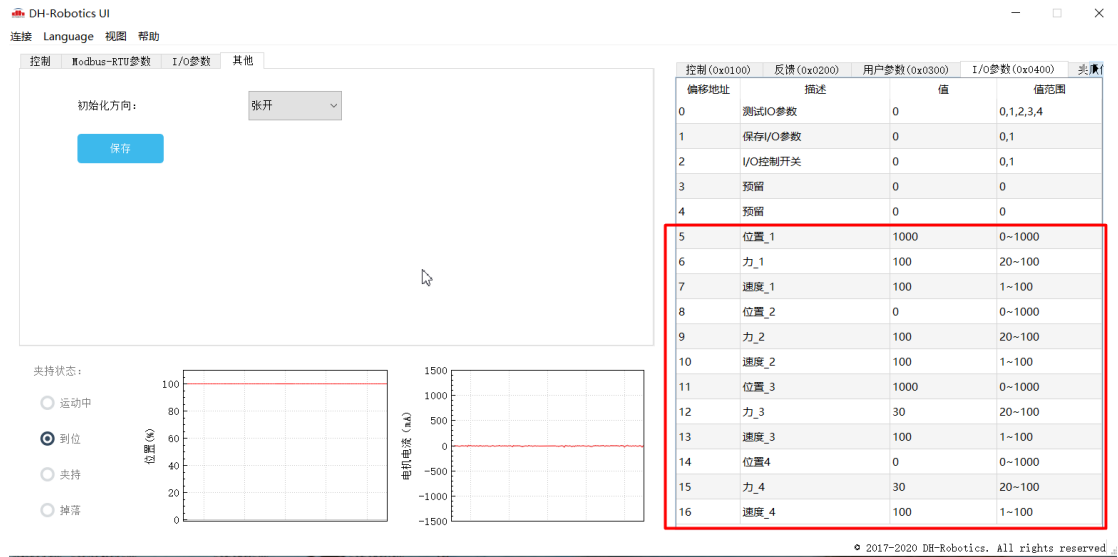 DH-Robotics UI
连接 Language 视图 帮助
控制 Modbus-RTU参数 I/O参数 其他
初始化方向: 张开
保存
控制(0x0100) 反馈(0x0200) 用户参数(0x0300) I/O参数(0x0400)
偏移地址 描述 值 值范围
0 测试IO参数 0 0,1,2,3,4
1 保存I/O参数 0 0,1
2 I/O控制开关 0 0,1
3 预留 0 0
4 预留 0 0
5 位置_1 1000 0~1000
6 力_1 100 20~100
7 速度_1 100 1~100
8 位置_2 0 0~1000
9 力_2 100 20~100
10 速度_2 100 1~100
11 位置_3 1000 0~1000
12 力_3 30 20~100
13 速度_3 100 1~100
14 位置4 0 0~1000
15 力_4 30 20~100
16 速度_4 100 1~100
夹持状态:
运动中
到位
夹持
掉落
位置(%)
100
80
60
40
20
0
电机电流(mA)
1500
1000
500
0
-500
-1000
-1500
© 2017-2020 DH-Robotics. All rights reserved